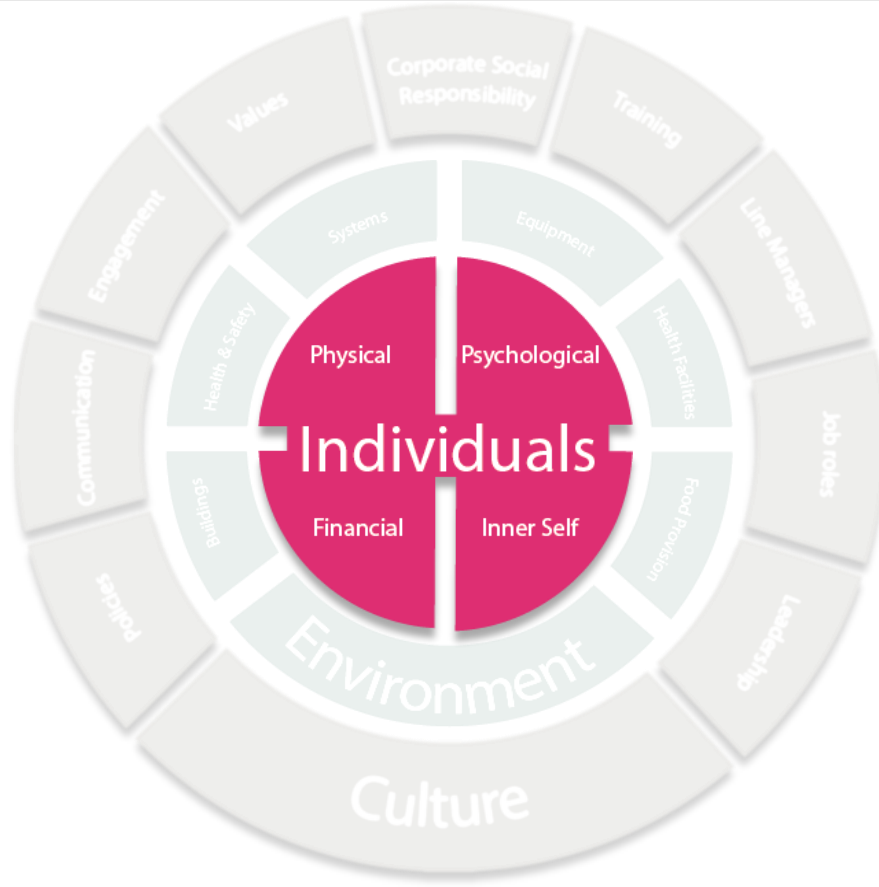 Corporate Social
Responsibility
Values
Training
Engagement
Line Managers
Communication
Job roles
Policies
Leadership
Culture
Systems
Equipment
Health & Safety
Health Facilities
Buildings
Food Provision
Environment
Physical
Psychological
Individuals
Financial
Inner Self